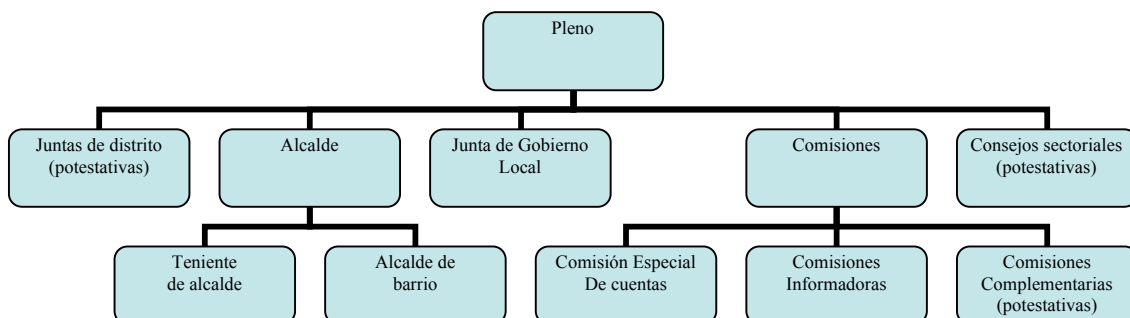 Pleno
Juntas de distrito
(potestativas)
Alcalde
Junta de Gobierno
Local
Comisiones
Consejos sectoriales
(potestativas)
Teniente
de alcalde
Alcalde de
barrio
Comisión Especial
De cuentas
Comisiones
Informadoras
Comisiones
Complementarias
(potestativas)